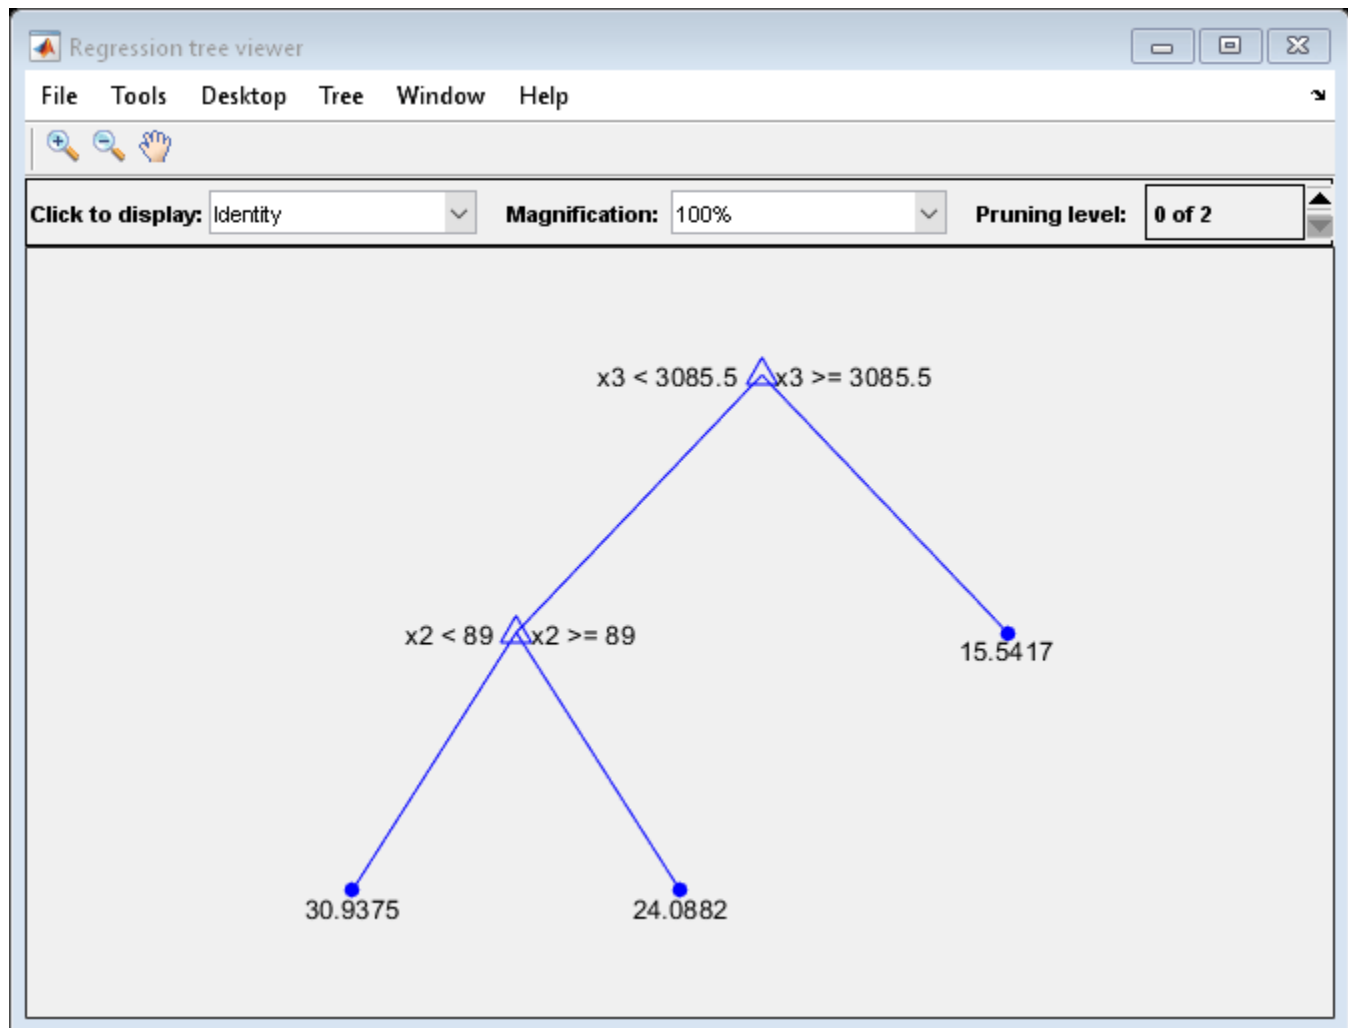 Regression tree viewer
File Tools Desktop Tree Window Help
Click to display: Identity Magnification: 100% Pruning level: 0 of 2
x3 < 3085.5 x3 >= 3085.5
x2 < 89 x2 >= 89
15.5417
30.9375 24.0882